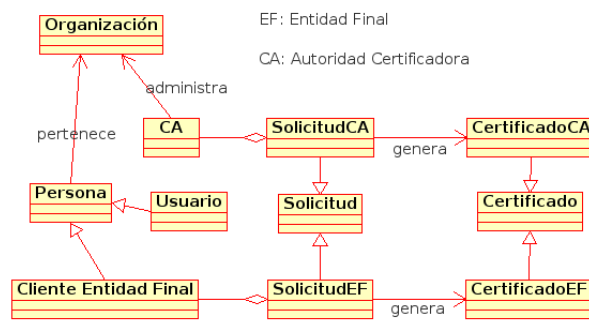 Organización
EF: Entidad Final
CA: Autoridad Certificadora
administra
pertenece
CA
SolicitudCA
genera
CertificadoCA
Persona
Usuario
Solicitud
Certificado
Cliente Entidad Final
SolicitudEF
genera
CertificadoEF